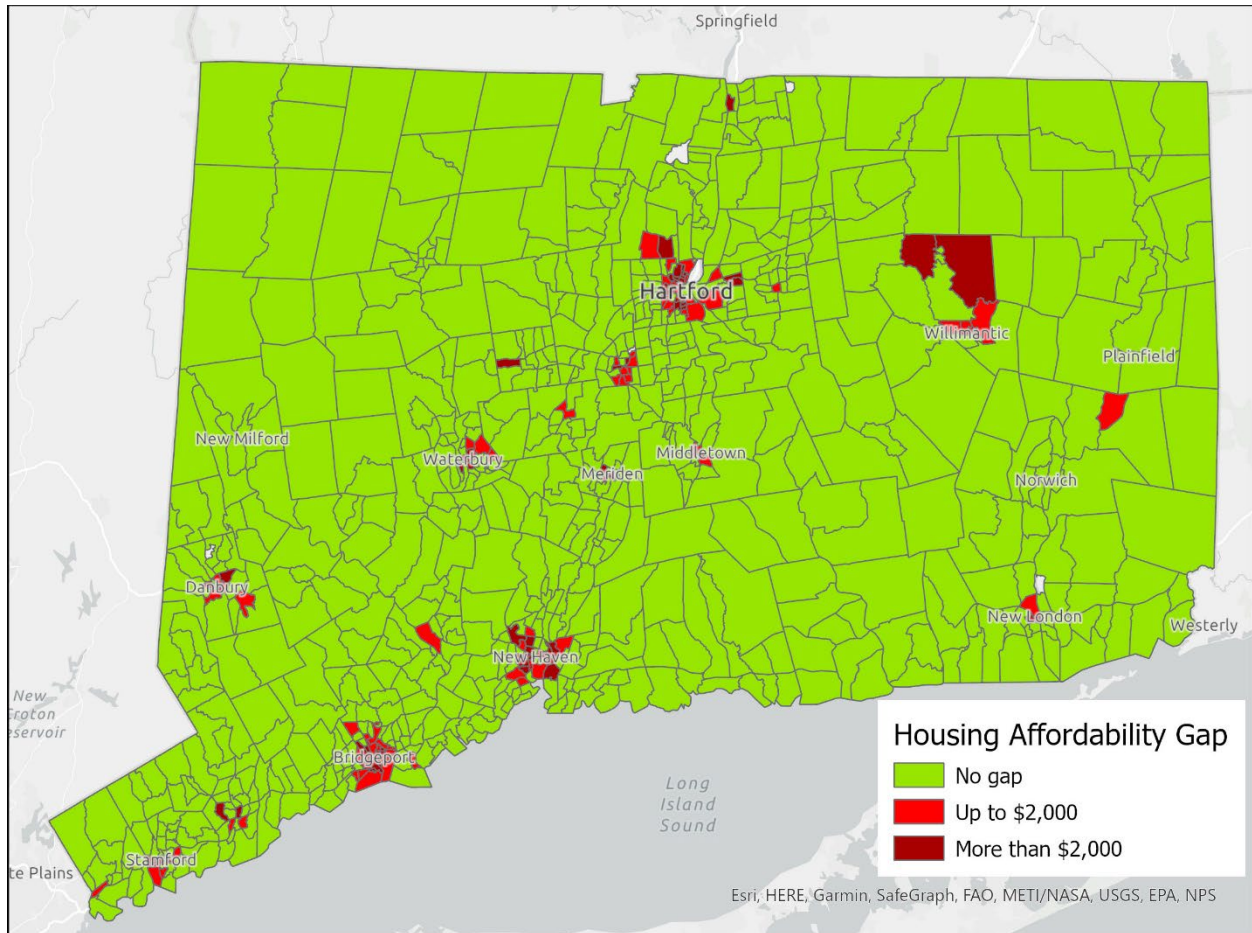 Springfield
Hartford
Willimantic
Plainfield
New Milford
Waterbury
Meriden
Middletown
Norwich
Danbury
New Haven
New London
Westerly
New
Croton
eservoir
Bridgeport
Long
Island
Sound
Stamford
te Plains
Housing Affordability Gap
No gap
Up to $2,000
More than $2,000
Esri, HERE, Garmin, SafeGraph, FAO, METI/NASA, USGS, EPA, NPS